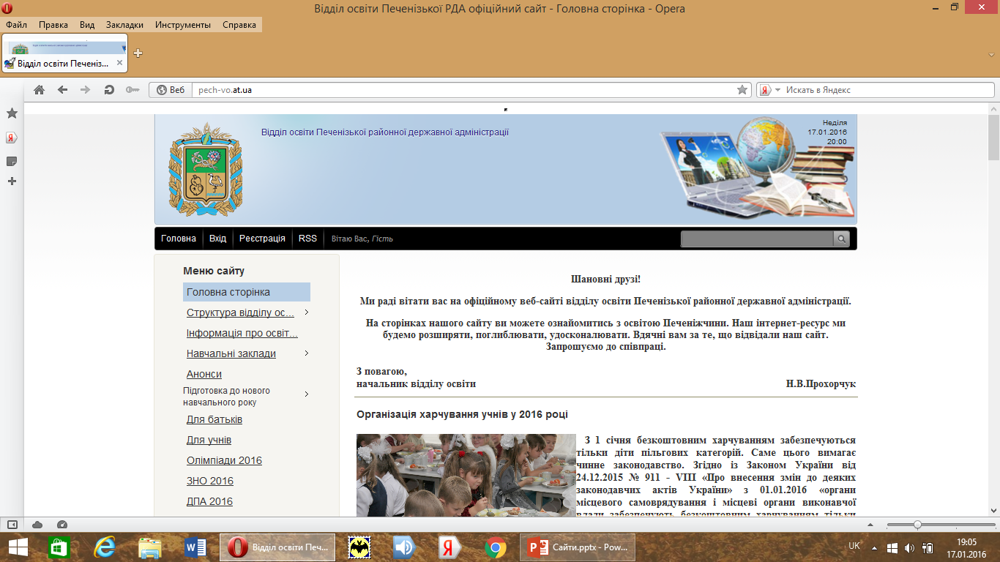 Відділ освіти Печенізької РДА офіційний сайт - Головна сторінка - Opera
Файл Правка Вид Закладки Инструменты Справка
Відділ освіти Печеніз...
Веб pech-vo.at.ua Искать в Яндекс
Відділ освіти Печенізької районної державної адміністрації
Неділя
17.01.2016
20:00
Головна Вхід Реєстрація RSS Вітаю Вас, Гість
Меню сайту
Головна сторінка
Структура відділу ос...
Інформація про освіт...
Навчальні заклади
Анонси
Підготовка до нового
навчального року
Для батьків
Для учнів
Олімпіади 2016
ЗНО 2016
ДПА 2016
Шановні друзі!
Ми раді вітати вас на офіційному веб-сайті відділу освіти Печенізької районної державної адміністрації.
На сторінках нашого сайту ви можете ознайомитись з освітою Печеніжчини. Наш інтернет-ресурс ми
будемо розширяти, поглиблювати, удосконалювати. Вдячні вам за те, що відвідали наш сайт.
Запрошуємо до співпраці.
З повагою,
начальник відділу освіти Н.В.Прохорчук
Організація харчування учнів у 2016 році
З 1 січня безкоштовним харчуванням забезпечуються
тільки діти пільгових категорій. Саме цього вимагає
чинне законодавство. Згідно із Законом України від
24.12.2015 № 911 - VIII «Про внесення змін до деяких
законодавчих актів України» з 01.01.2016 «органи
місцевого самоврядування і місцеві органи виконавчої
влади забезпечують безкоштовним харчуванням тільки
Відділ освіти Печ...
Сайти.pptx - Pow...
UK
19:05
17.01.2016